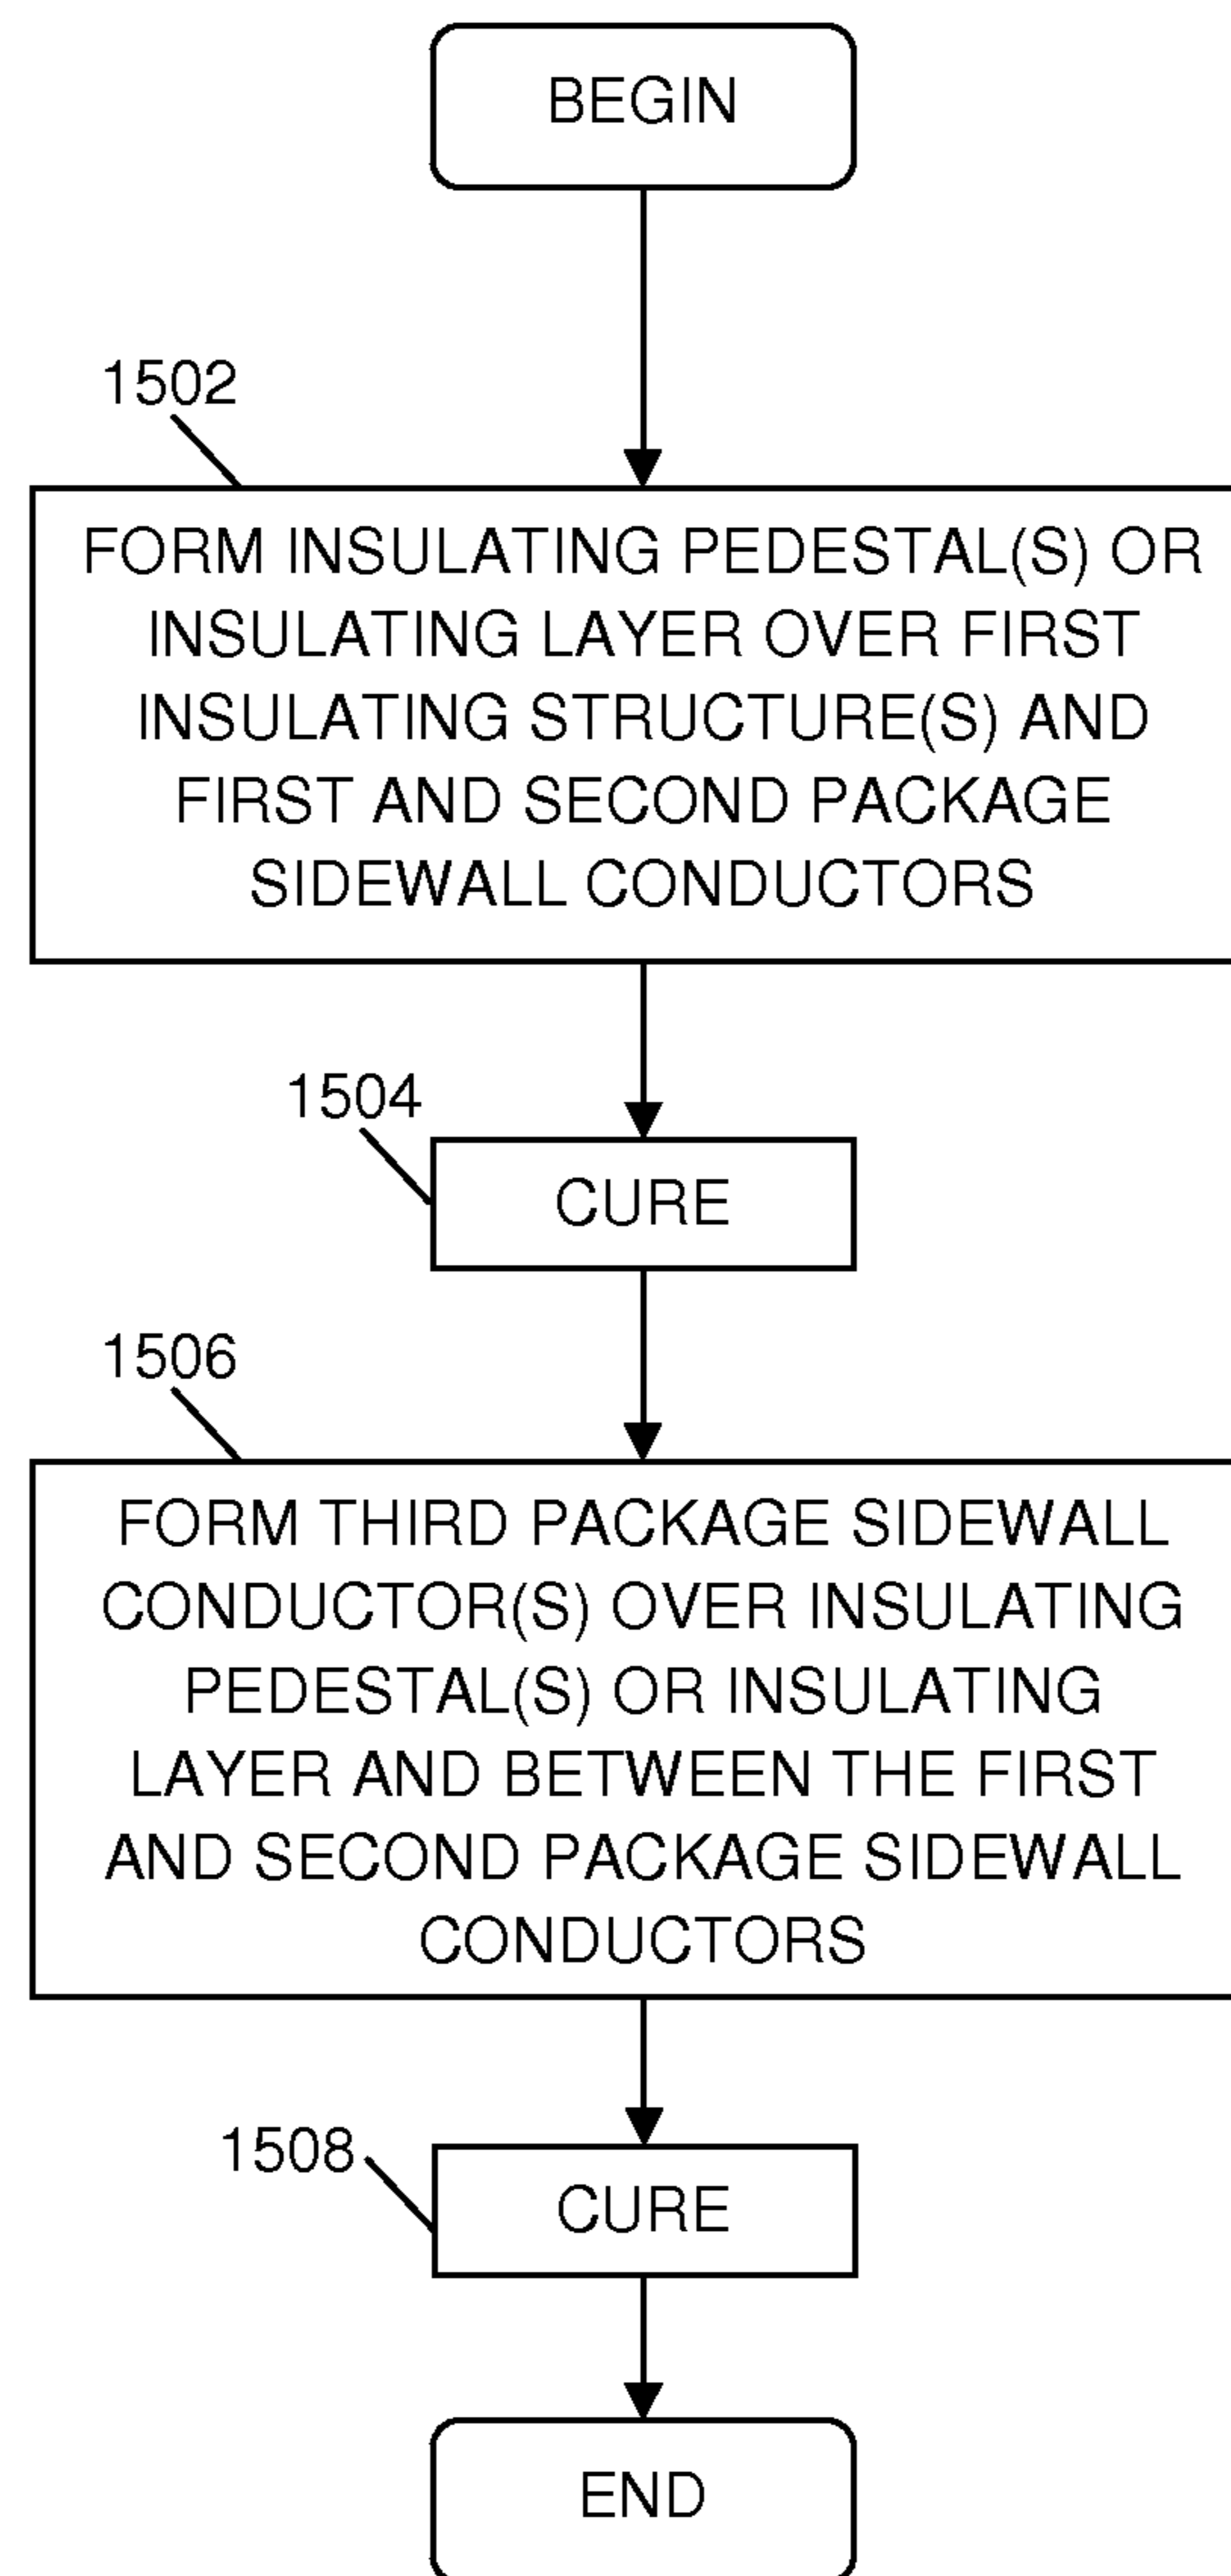 BEGIN
1502
FORM INSULATING PEDESTAL(S) OR
INSULATING LAYER OVER FIRST
INSULATING STRUCTURE(S) AND
FIRST AND SECOND PACKAGE
SIDEWALL CONDUCTORS
1504
CURE
1506
FORM THIRD PACKAGE SIDEWALL
CONDUCTOR(S) OVER INSULATING
PEDESTAL(S) OR INSULATING
LAYER AND BETWEEN THE FIRST
AND SECOND PACKAGE SIDEWALL
CONDUCTORS
1508
CURE
END